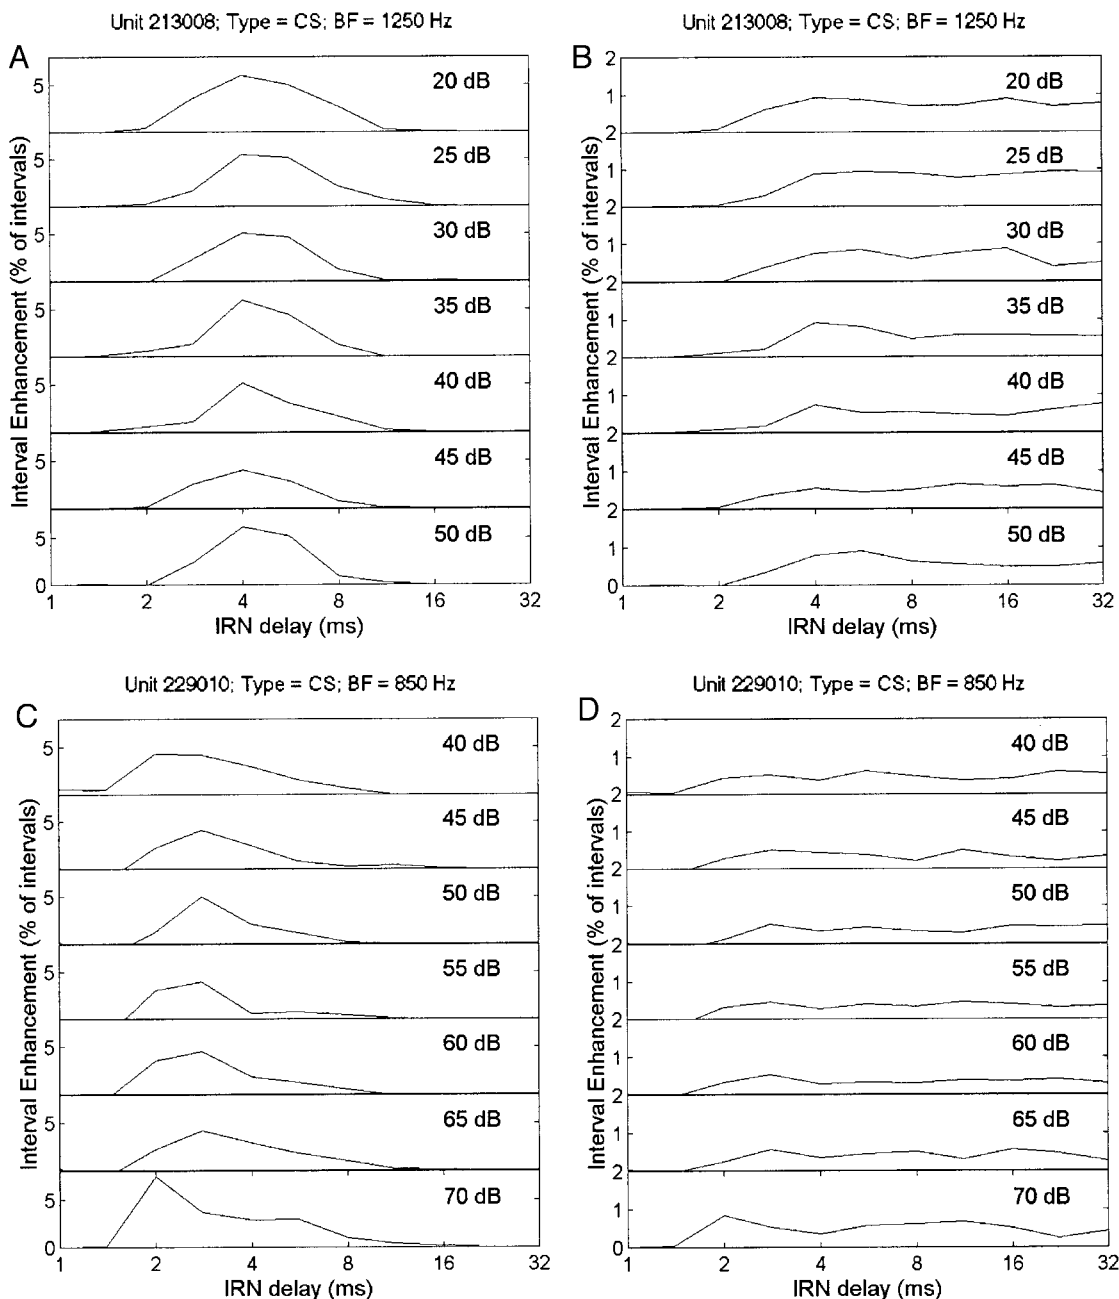 Unit 213008; Type = CS; BF = 1250 Hz
A
Interval Enhancement (% of intervals)
5
20 dB
5
25 dB
5
30 dB
5
35 dB
5
40 dB
5
45 dB
5
50 dB
0
1 2 4 8 16 32
IRN delay (ms)
Unit 213008; Type = CS; BF = 1250 Hz
B
Interval Enhancement (% of intervals)
2
1
20 dB
2
1
25 dB
2
1
30 dB
2
1
35 dB
2
1
40 dB
2
1
45 dB
2
1
50 dB
0
1 2 4 8 16 32
IRN delay (ms)
Unit 229010; Type = CS; BF = 850 Hz
C
Interval Enhancement (% of intervals)
5
40 dB
5
45 dB
5
50 dB
5
55 dB
5
60 dB
5
65 dB
5
70 dB
0
1 2 4 8 16 32
IRN delay (ms)
Unit 229010; Type = CS; BF = 850 Hz
D
Interval Enhancement (% of intervals)
2
1
40 dB
2
1
45 dB
2
1
50 dB
2
1
55 dB
2
1
60 dB
2
1
65 dB
2
1
70 dB
0
1 2 4 8 16 32
IRN delay (ms)